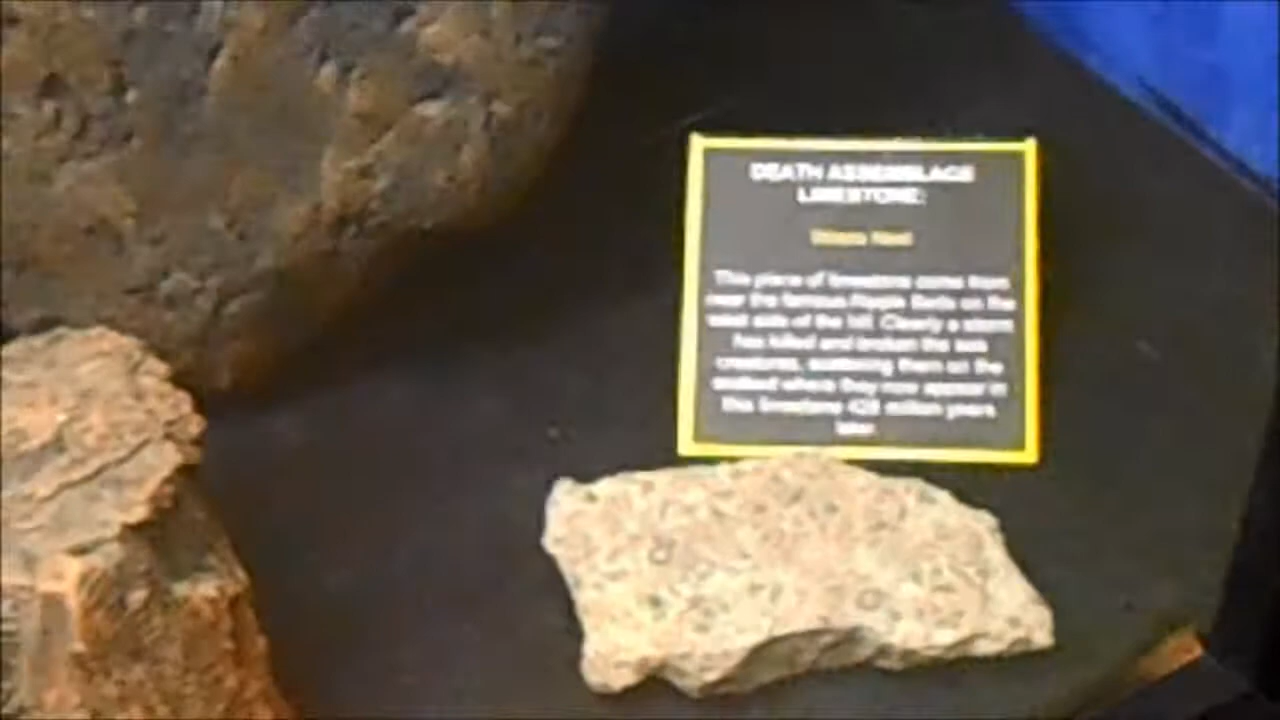 DEATH ASSEMBLAGE
LIMESTONE:
This piece of limestone comes from
near the famous Ripple Beds on the
west side of the hill. Clearly a storm
has killed and broken the sea
creatures, scattering them on the
seabed where they now appear in
this limestone 428 million years
later.